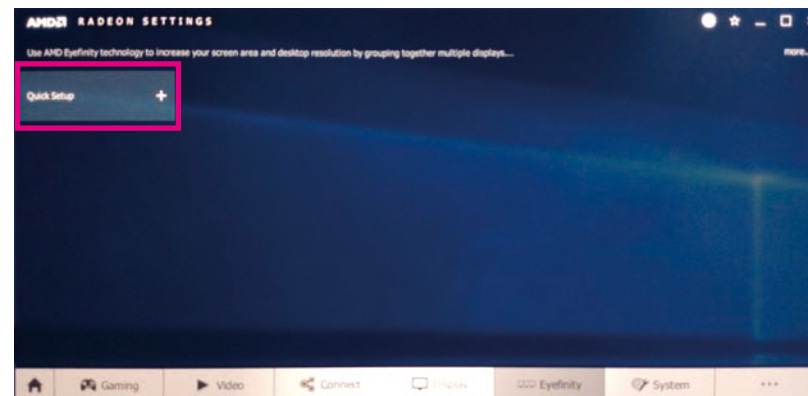 AMD RADEON SETTINGS
Use AMD Eyefinity technology to increase your screen area and desktop resolution by grouping together multiple displays....
more..
Quick Setup +
Gaming
Video
Connect
Display
Eyefinity
System
...